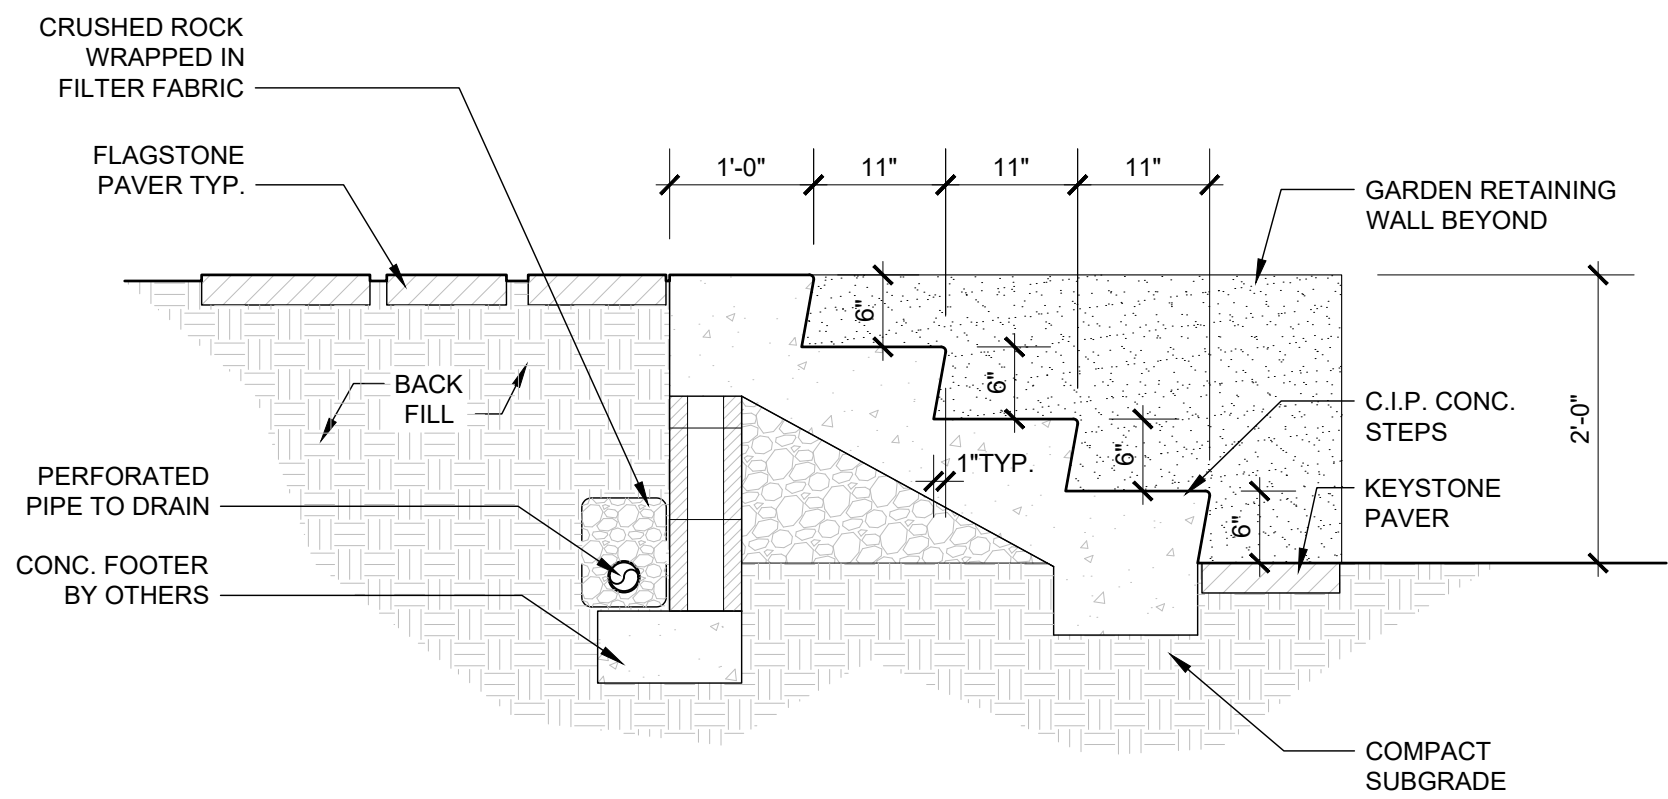 CRUSHED ROCK
WRAPPED IN
FILTER FABRIC
FLAGSTONE
PAVER TYP.
1'-0"
11"
11"
11"
GARDEN RETAINING
WALL BEYOND
6"
6"
6"
6"
BACK
FILL
1"TYP.
C.I.P. CONC.
STEPS
2'-0"
PERFORATED
PIPE TO DRAIN
KEYSTONE
PAVER
CONC. FOOTER
BY OTHERS
COMPACT
SUBGRADE